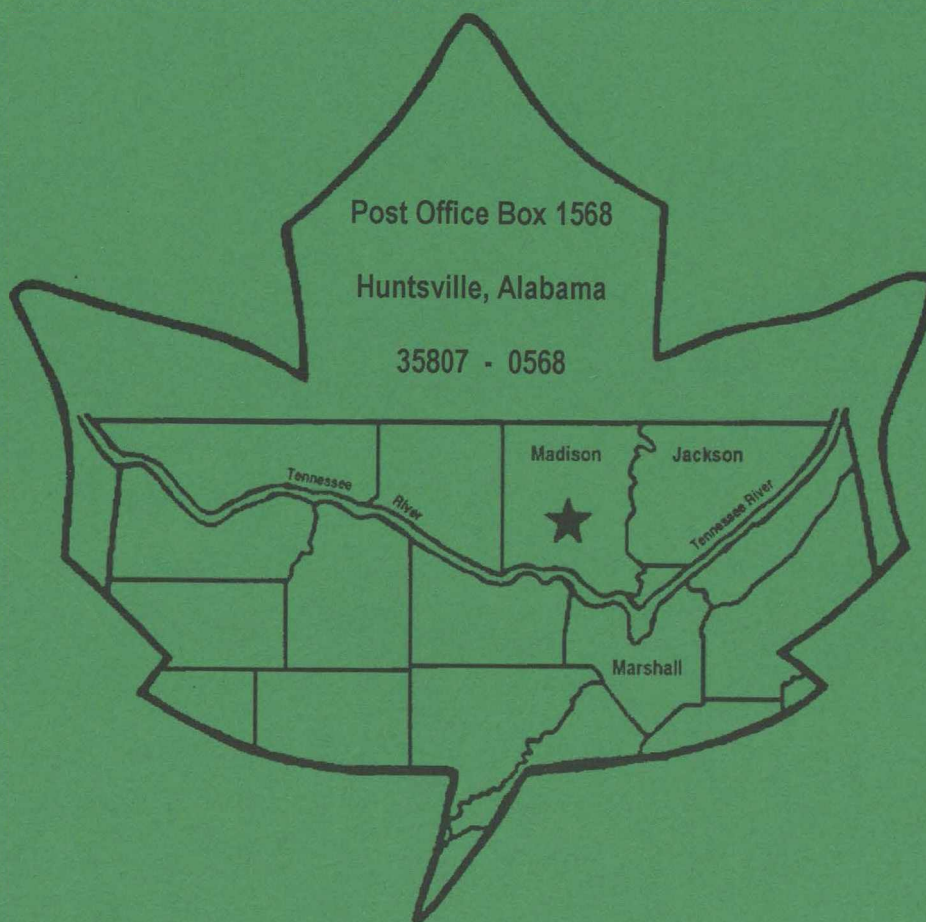 Post Office Box 1568
Huntsville, Alabama
35807 - 0568
Madison
Jackson
Tennessee
River
Tennessee River
Marshall